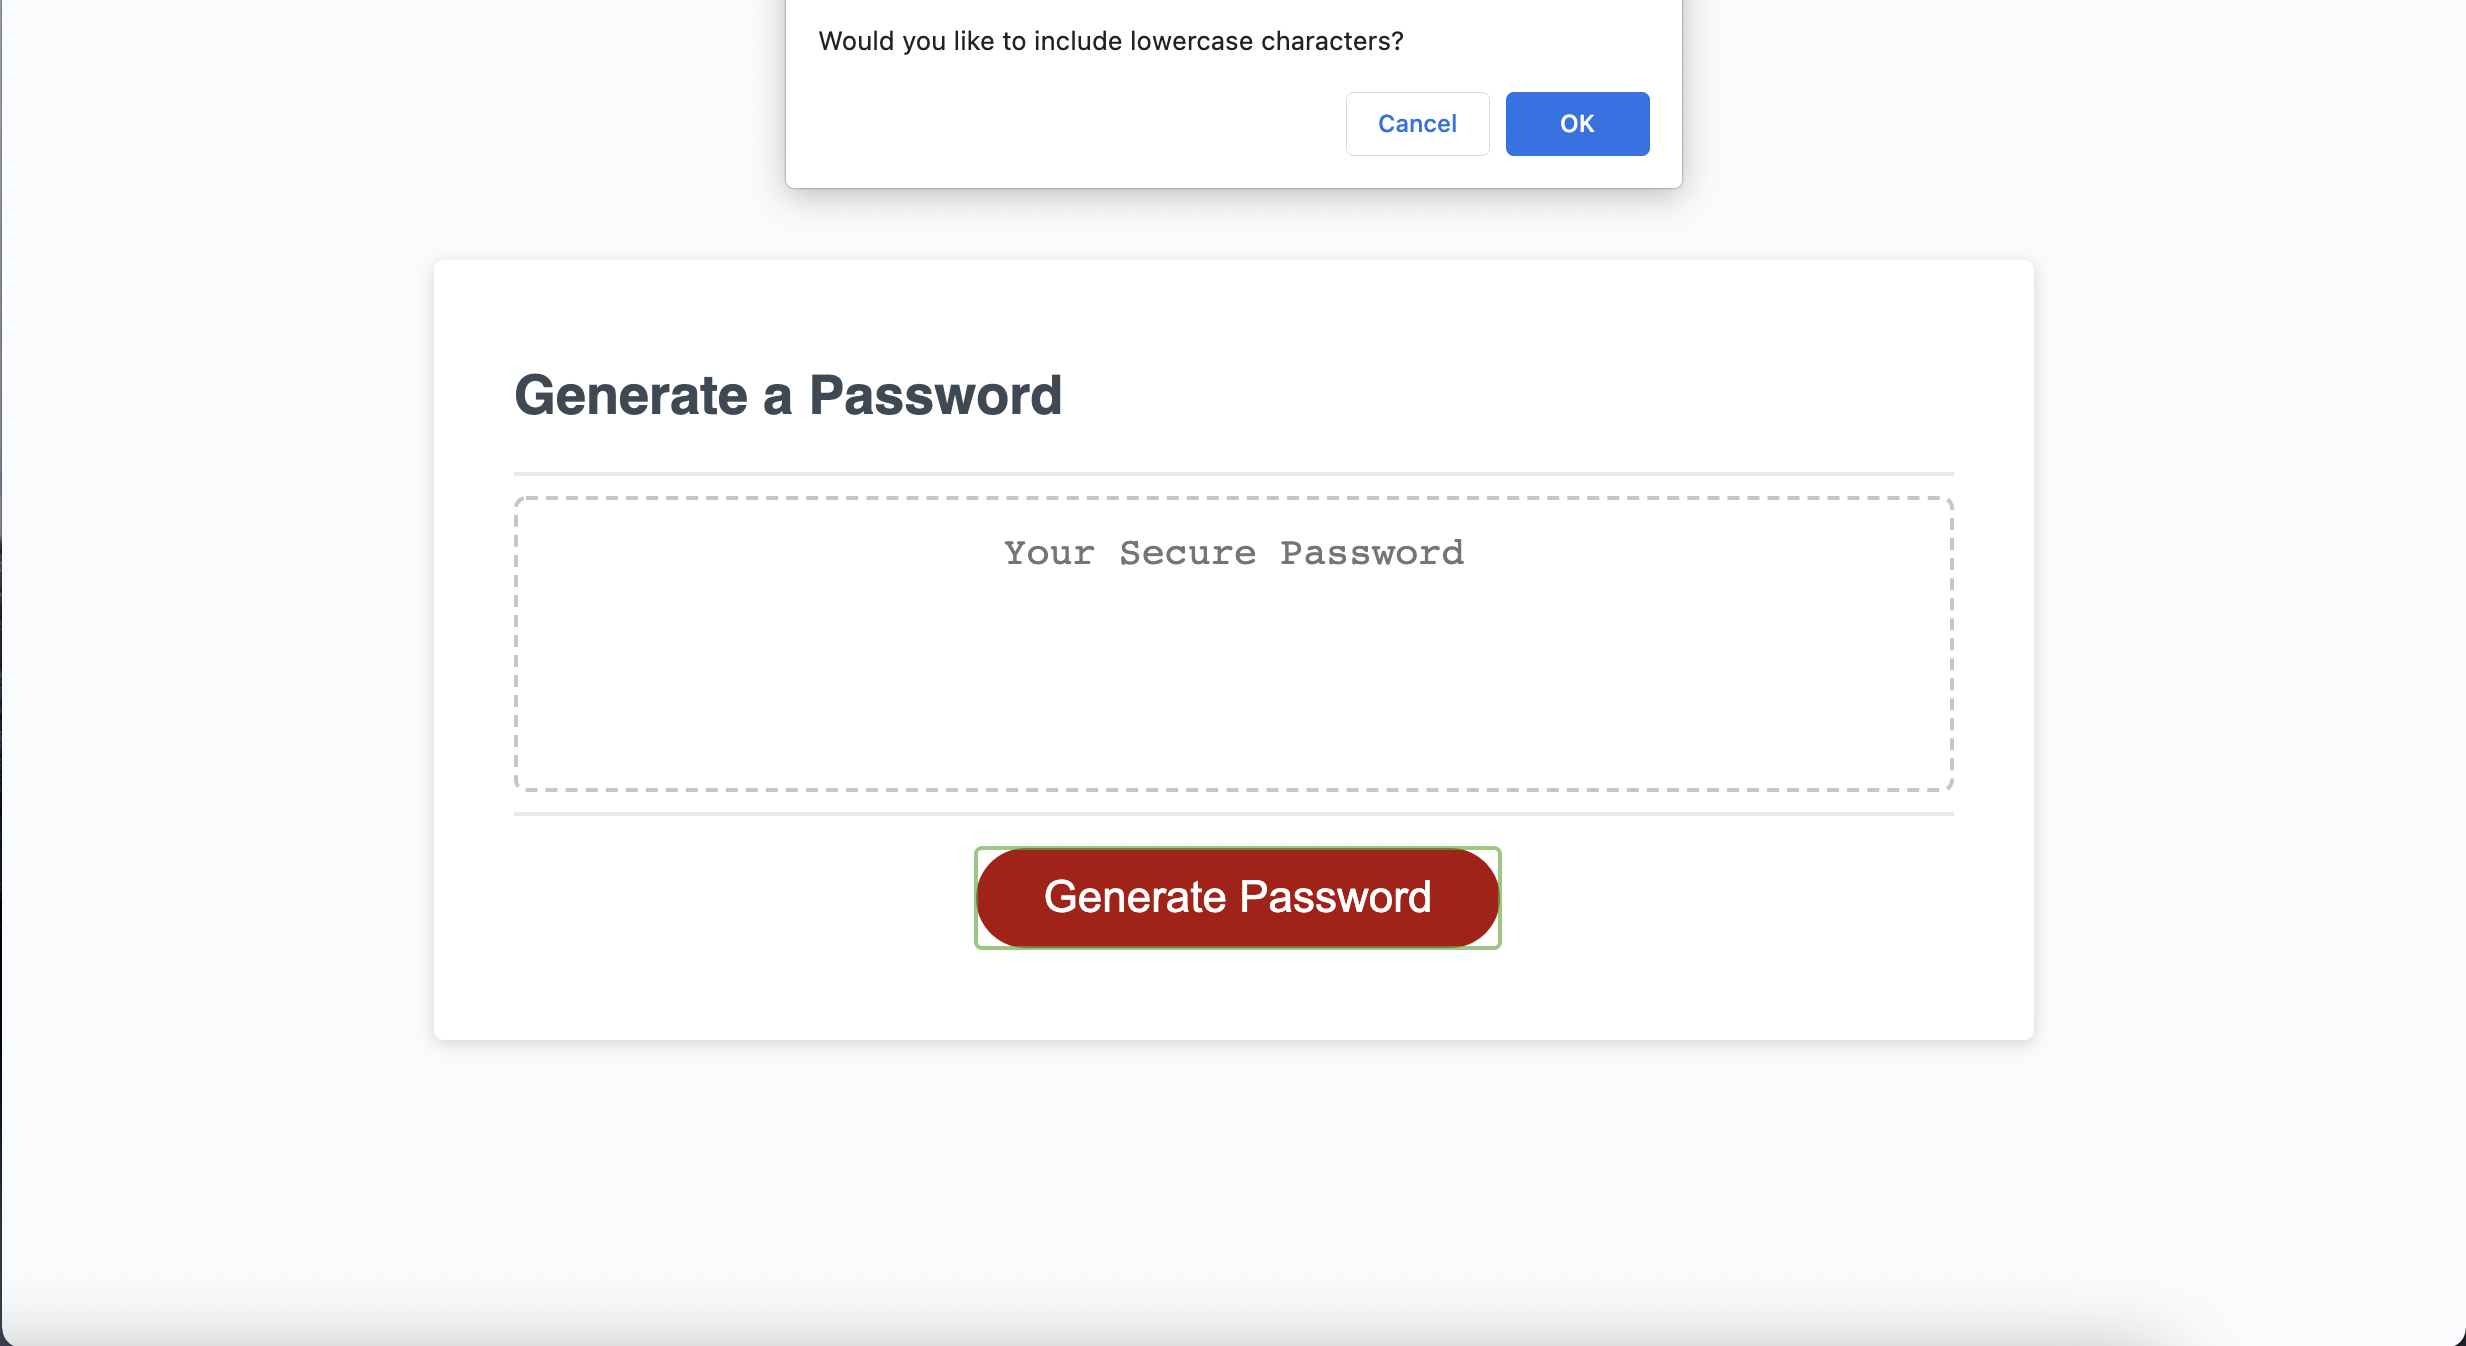 Would you like to include lowercase characters?
Cancel
OK
Generate a Password
Your Secure Password
Generate Password